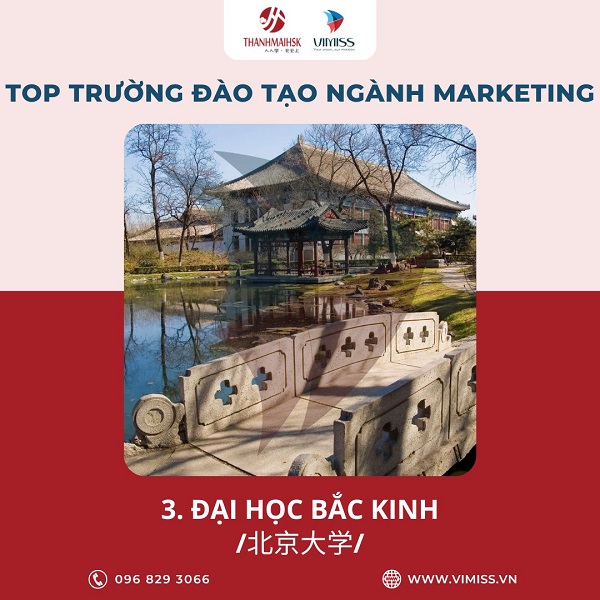 THANHMAIHSK
VIMISS
TOP TRƯỜNG ĐÀO TẠO NGÀNH MARKETING
3. ĐẠI HỌC BẮC KINH
/北京大学/
096 829 3066
WWW.VIMISS.VN